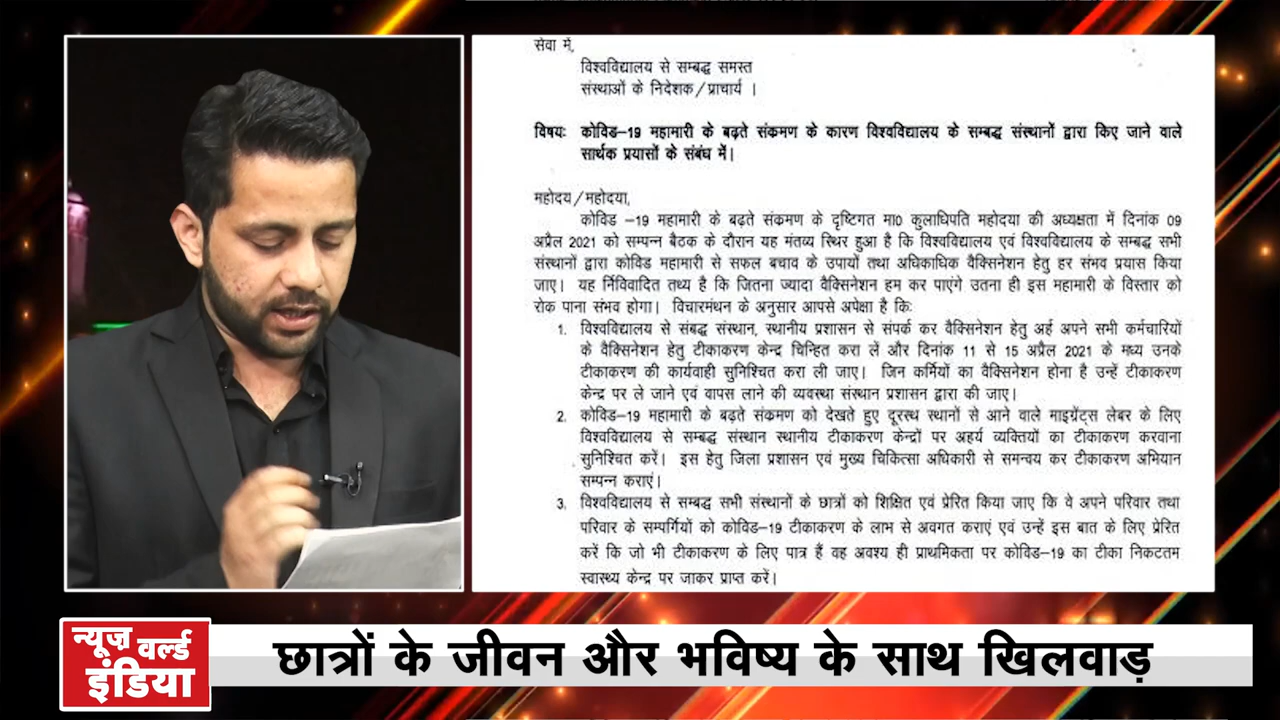 सेवा में,
विश्वविद्यालय से सम्बद्ध समस्त
संस्थाओं के निदेशक/प्राचार्य ।
विषयः कोविड–19 महामारी के बढ़ते संक्रमण के कारण विश्वविद्यालय के सम्बद्ध संस्थानों द्वारा किए जाने वाले
सार्थक प्रयासों के संबंध में।
महोदय/महोदया,
कोविड –19 महामारी के बढ़ते संक्रमण के दृष्टिगत मा0 कुलाधिपति महोदया की अध्यक्षता में दिनांक 09
अप्रैल 2021 को सम्पन्न बैठक के दौरान यह मंतव्य स्थिर हुआ है कि विश्वविद्यालय एवं विश्वविद्यालय के सम्बद्ध सभी
संस्थानों द्वारा कोविड महामारी से सफल बचाव के उपायों तथा अधिकाधिक वैक्सिनेशन हेतु हर संभव प्रयास किया
जाए। यह र्निविवादित तथ्य है कि जितना ज्यादा वैक्सिनेशन हम कर पाएंगे उतना ही इस महामारी के विस्तार को
रोक पाना संभव होगा। विचारमंथन के अनुसार आपसे अपेक्षा है कि:
1. विश्वविद्यालय से संबद्ध संस्थान, स्थानीय प्रशासन से संपर्क कर वैक्सिनेशन हेतु अर्ह अपने सभी कर्मचारियों
के वैक्सिनेशन हेतु टीकाकरण केन्द्र चिन्हित करा लें और दिनांक 11 से 15 अप्रैल 2021 के मध्य उनके
टीकाकरण की कार्यवाही सुनिश्चित करा ली जाए। जिन कर्मियों का वैक्सिनेशन होना है उन्हें टीकाकरण
केन्द्र पर ले जाने एवं वापस लाने की व्यवस्था संस्थान प्रशासन द्वारा की जाए।
2. कोविड–19 महामारी के बढ़ते संक्रमण को देखते हुए दूरस्थ स्थानों से आने वाले माइग्रेंट्स लेबर के लिए
विश्वविद्यालय से सम्बद्ध संस्थान स्थानीय टीकाकरण केन्द्रों पर अहर्य व्यक्तियों का टीकाकरण करवाना
सुनिश्चित करें। इस हेतु जिला प्रशासन एवं मुख्य चिकित्सा अधिकारी से समन्वय कर टीकाकरण अभियान
सम्पन्न कराएं।
3. विश्वविद्यालय से सम्बद्ध सभी संस्थानों के छात्रों को शिक्षित एवं प्रेरित किया जाए कि वे अपने परिवार तथा
परिवार के सम्पर्गियों को कोविड–19 टीकाकरण के लाभ से अवगत कराएं एवं उन्हें इस बात के लिए प्रेरित
करें कि जो भी टीकाकरण के लिए पात्र हैं वह अवश्य ही प्राथमिकता पर कोविड–19 का टीका निकटतम
स्वास्थ्य केन्द्र पर जाकर प्राप्त करें।
न्यूज़ वर्ल्ड
इंडिया
छात्रों के जीवन और भविष्य के साथ खिलवाड़